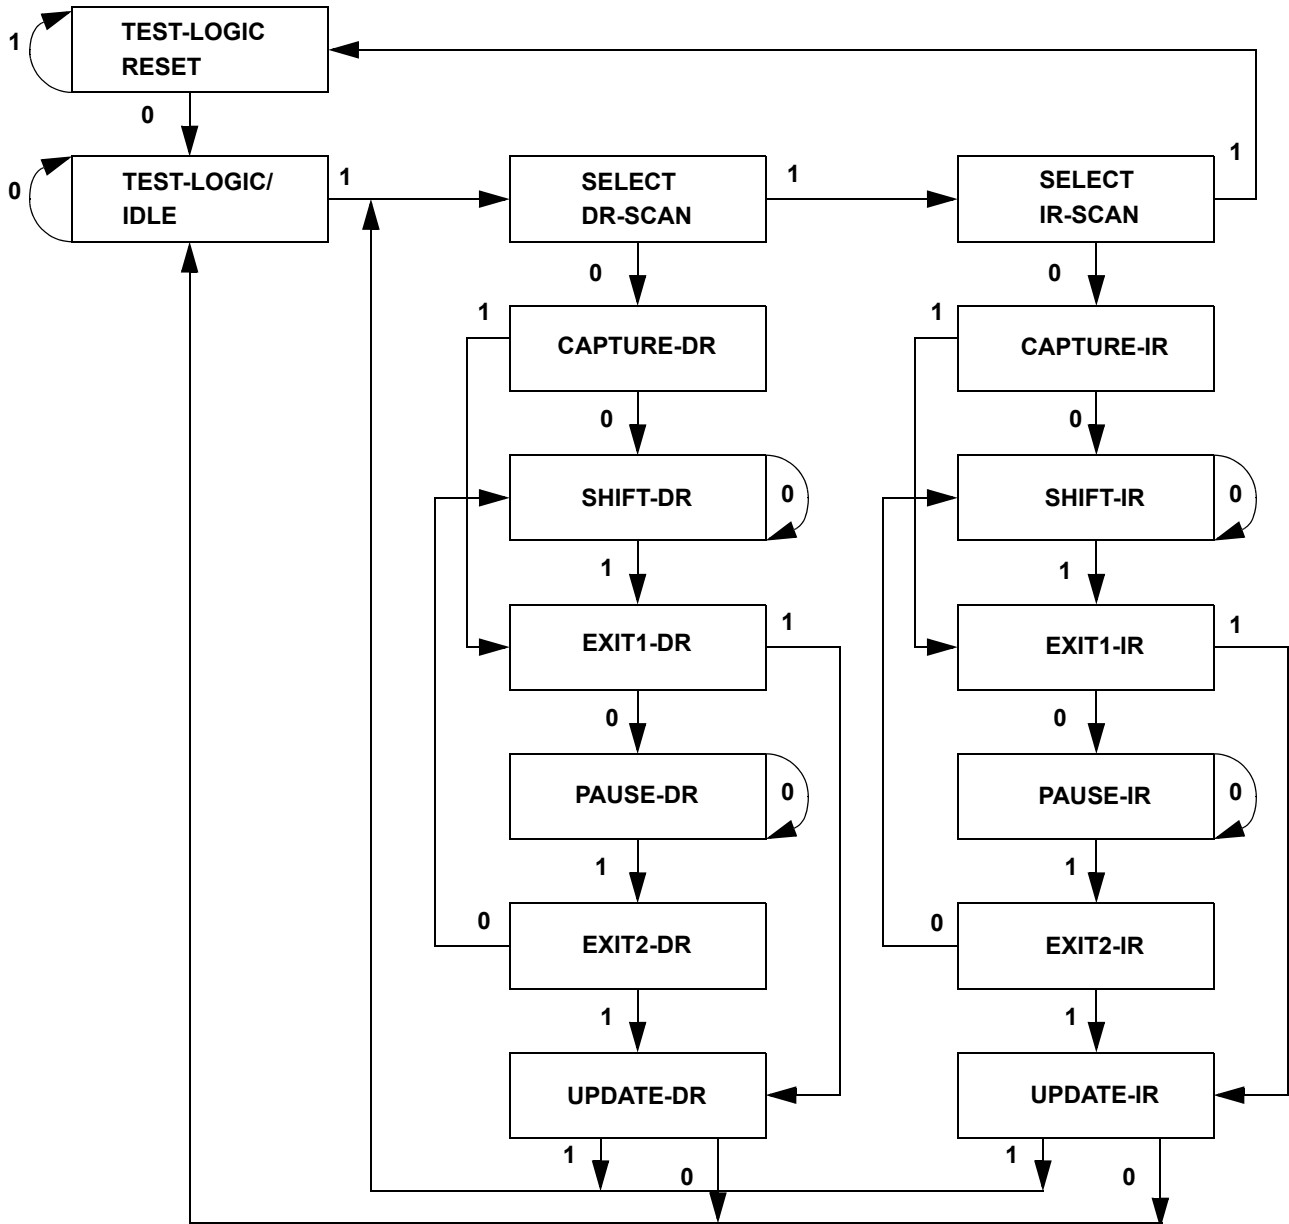 1
TEST-LOGIC
RESET
0
0
TEST-LOGIC/
IDLE
1
SELECT
DR-SCAN
1
SELECT
IR-SCAN
1
0
0
1
CAPTURE-DR
1
CAPTURE-IR
0
0
SHIFT-DR
0
SHIFT-IR
0
1
1
EXIT1-DR
1
EXIT1-IR
1
0
0
PAUSE-DR
0
PAUSE-IR
0
1
1
0
EXIT2-DR
0
EXIT2-IR
1
1
UPDATE-DR
UPDATE-IR
1
0
1
0